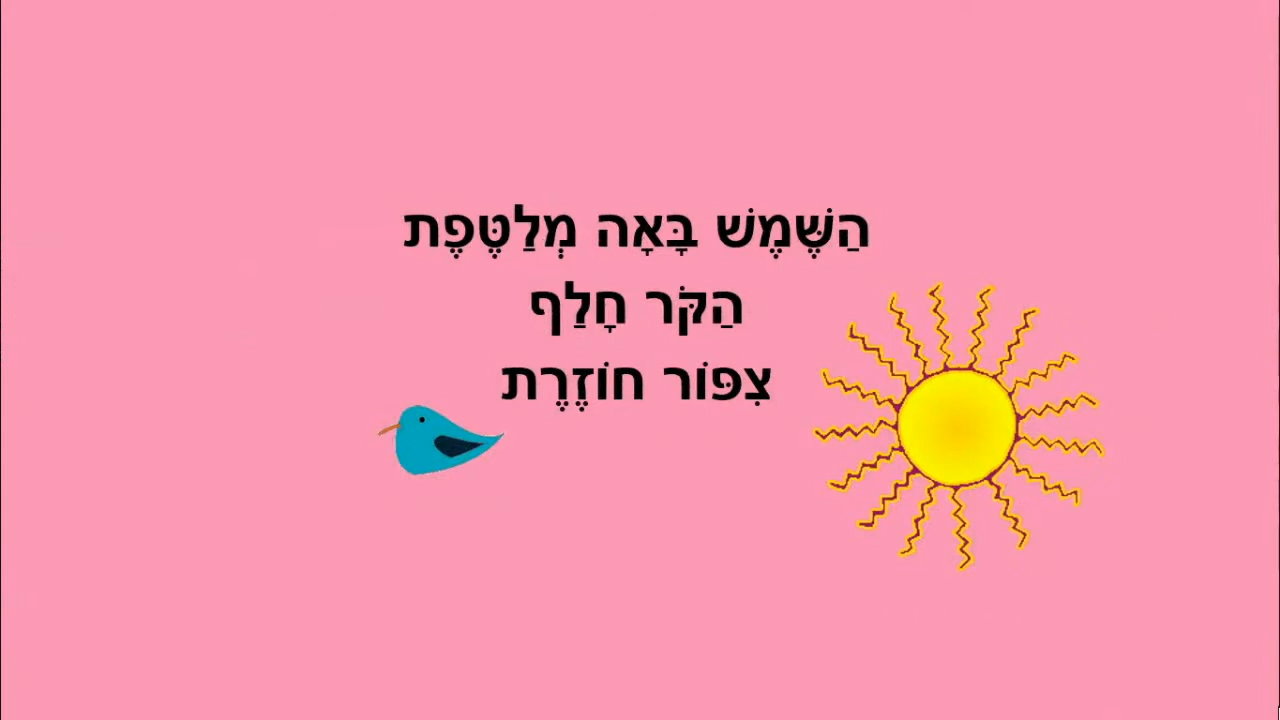 הַשֶּׁמֶשׁ בָּאָה מְלַטֶּפֶת
הַקֹּר חָלַף
צִפּוֹר חוֹזֶרֶת